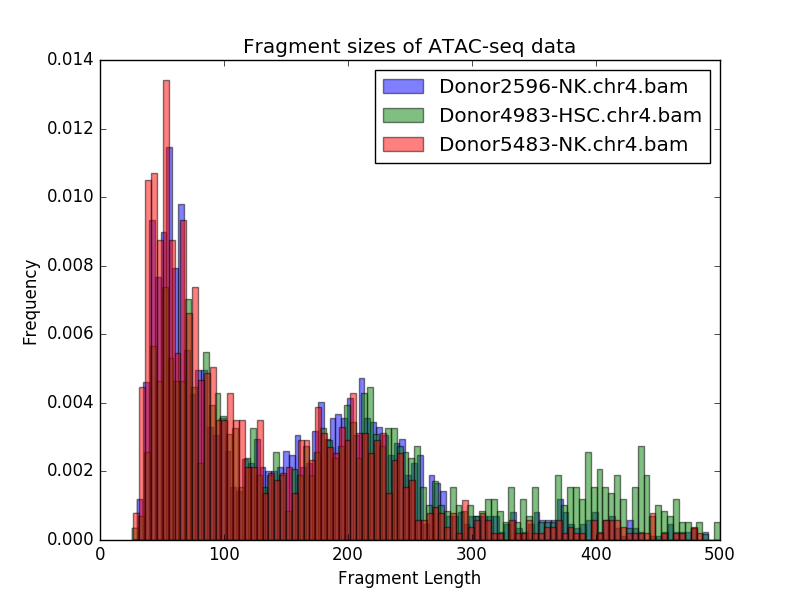 Fragment sizes of ATAC-seq data
0.014
0.012
0.010
0.008
0.006
0.004
0.002
0.000
Frequency
Donor2596-NK.chr4.bam
Donor4983-HSC.chr4.bam
Donor5483-NK.chr4.bam
0 100 200 300 400 500
Fragment Length